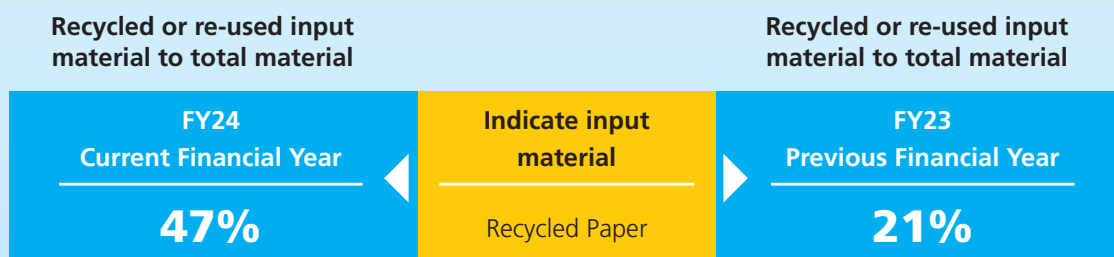 Recycled or re-used input
material to total material
Recycled or re-used input
material to total material
FY24
Current Financial Year
47%
Indicate input
material
Recycled Paper
FY23
Previous Financial Year
21%